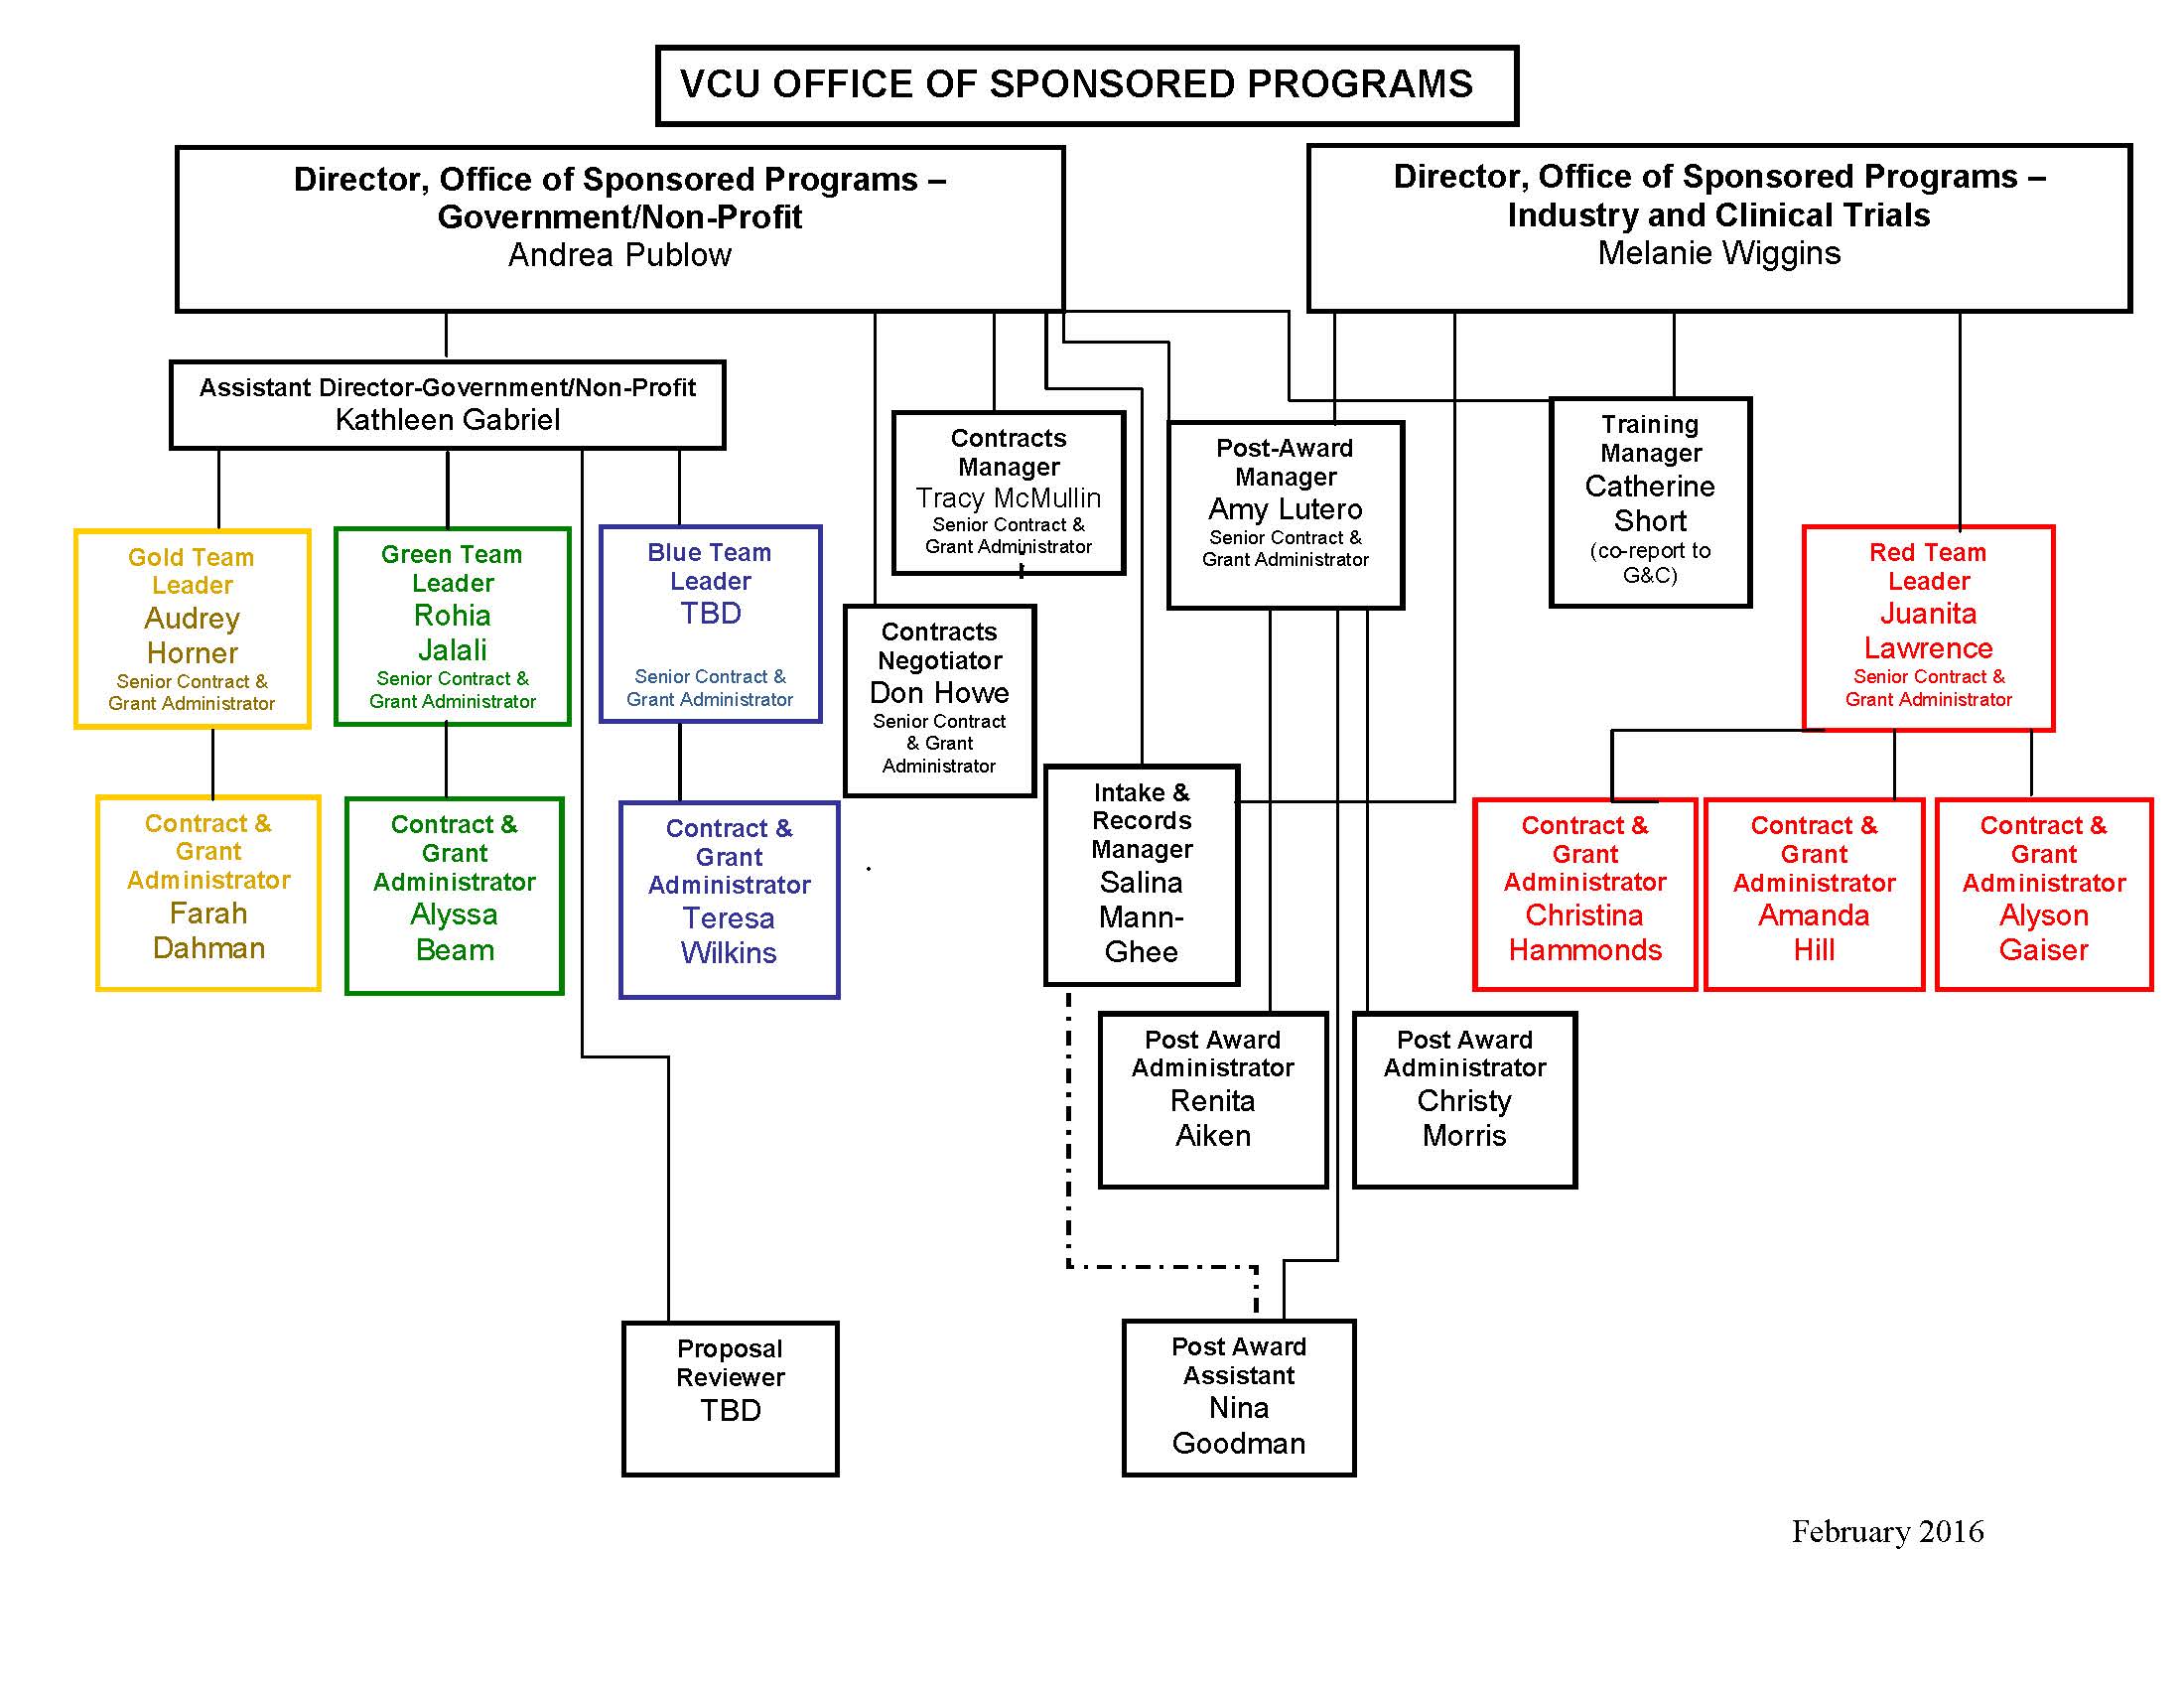 VCU OFFICE OF SPONSORED PROGRAMS
Director, Office of Sponsored Programs –
Government/Non-Profit
Andrea Publow
Director, Office of Sponsored Programs –
Industry and Clinical Trials
Melanie Wiggins
Assistant Director-Government/Non-Profit
Kathleen Gabriel
Contracts
Manager
Tracy McMullin
Senior Contract &
Grant Administrator
Post-Award
Manager
Amy Lutero
Senior Contract &
Grant Administrator
Training
Manager
Catherine
Short
(co-report to
G&C)
Gold Team
Leader
Audrey
Horner
Senior Contract &
Grant Administrator
Green Team
Leader
Rohia
Jalali
Senior Contract &
Grant Administrator
Blue Team
Leader
TBD
Senior Contract &
Grant Administrator
Contracts
Negotiator
Don Howe
Senior Contract
& Grant
Administrator
Red Team
Leader
Juanita
Lawrence
Senior Contract &
Grant Administrator
Contract &
Grant
Administrator
Farah
Dahman
Contract &
Grant
Administrator
Alyssa
Beam
Contract &
Grant
Administrator
Teresa
Wilkins
Intake &
Records
Manager
Salina
Mann-
Ghee
Contract &
Grant
Administrator
Christina
Hammonds
Contract &
Grant
Administrator
Amanda
Hill
Contract &
Grant
Administrator
Alyson
Gaiser
Post Award
Administrator
Renita
Aiken
Post Award
Administrator
Christy
Morris
Proposal
Reviewer
TBD
Post Award
Assistant
Nina
Goodman
February 2016